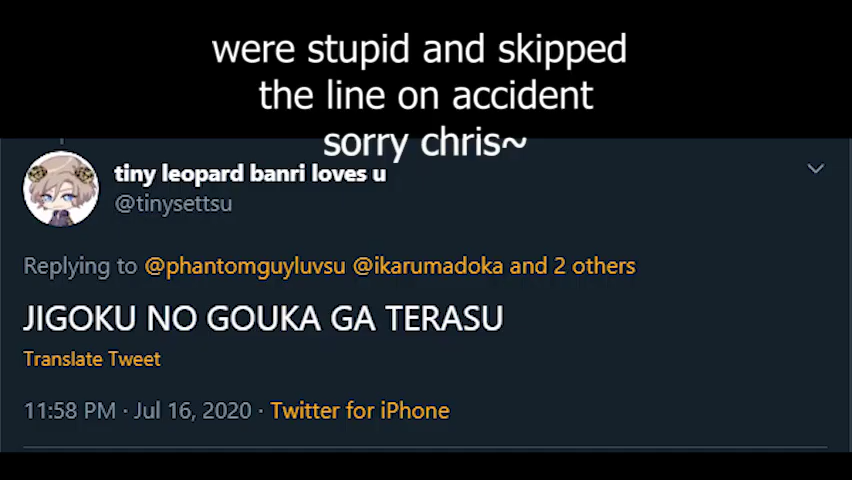 were stupid and skipped
the line on accident
sorry chris~
tiny leopard banri loves u
@tinysettsu
Replying to @phantomguyluvsu @ikarumadoka and 2 others
JIGOKU NO GOUKA GA TERASU
Translate Tweet
11:58 PM · Jul 16, 2020 · Twitter for iPhone